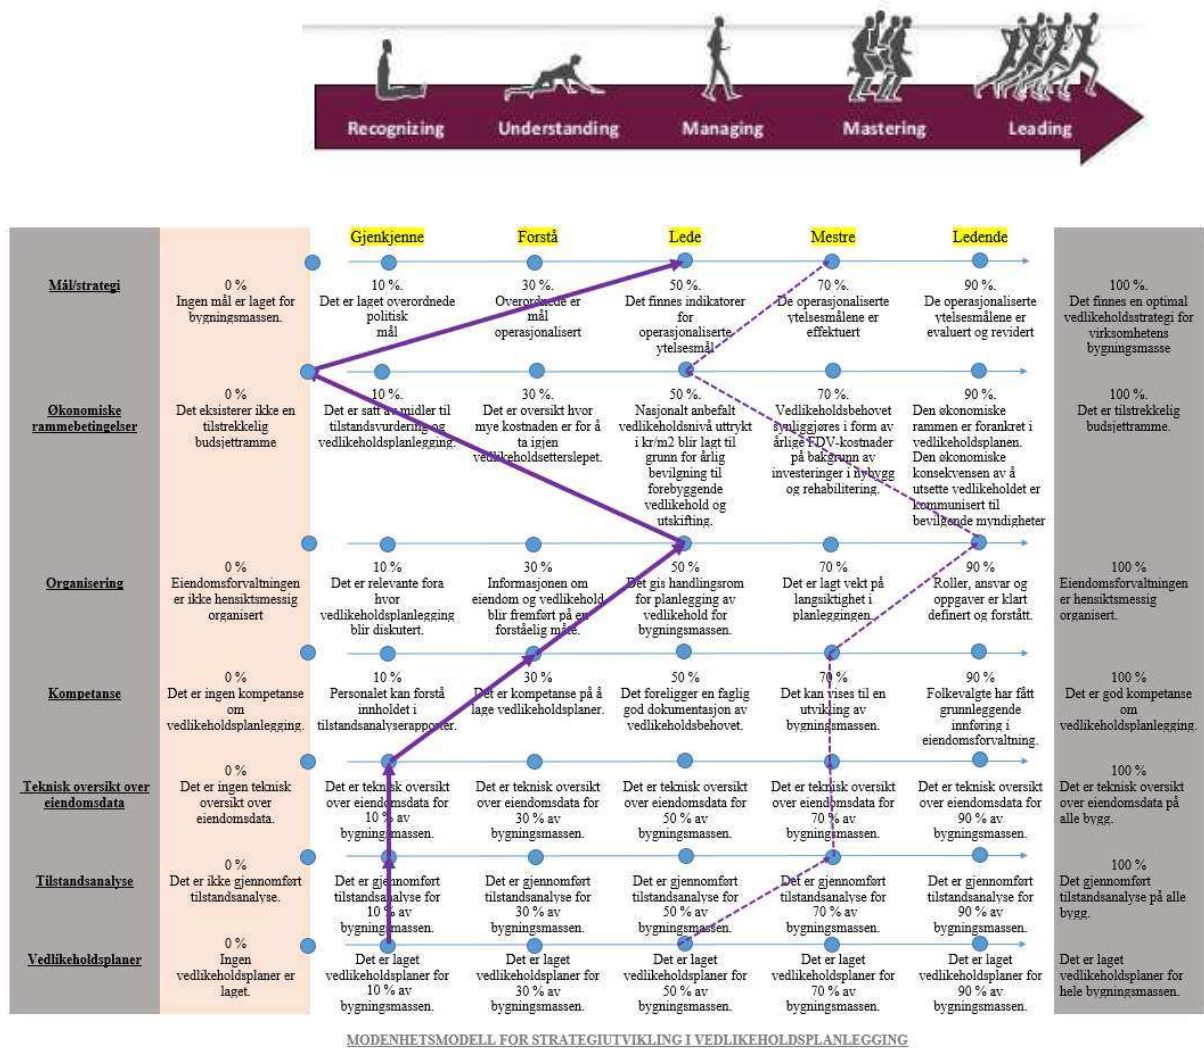 Recognizing Understanding Managing Mastering Leading
Gjenkjenne Forstå Lede Mestre Ledende
Mål/strategi
0 %
Ingen mål er laget for
bygningsmassen.
10 %.
Det er laget overordnede
politisk
mål
30 %.
Overordnede er
mål
operasjonalisert
50 %.
Det finnes indikatorer
for
operasjonaliserte
ytelsesmål
70 %.
De operasjonaliserte
ytelsesmålene er
effektuert
90 %.
De operasjonaliserte
ytelsesmålene er
evaluert og revidert
100 %.
Det finnes en optimal
vedlikeholdsstrategi for
virksomhetens
bygningsmasse
Økonomiske
rammebetingelser
0 %
Det eksisterer ikke en
tilstrekkelig
budsjettramme
10 %.
Det er satt av midler til
tilstandsvurdering og
vedlikeholdsplanlegging.
30 %.
Det er oversikt hvor
mye kostnaden er for å
ta igjen
vedlikeholdsetterslepet.
50 %.
Nasjonalt anbefalt
vedlikeholdsnivå uttrykt
i kr/m2 blir lagt til
grunn for årlig
bevilgning til
forebyggende
vedlikehold og
utskifting.
70 %.
Vedlikeholdsbehovet
synliggjøres i form av
årlige FDV-kostnader
på bakgrunn av
investeringer i nybygg
og rehabilitering.
90 %.
Den økonomiske
rammen er forankret i
vedlikeholdsplanen.
Den økonomiske
konsekvensen av å
utsette vedlikeholdet er
kommunisert til
bevilgende myndigheter
100 %.
Det er tilstrekkelig
budsjettramme.
Organisering
0 %
Eiendomsforvaltningen
er ikke hensiktsmessig
organisert
10 %
Det er relevante fora
hvor
vedlikeholdsplanlegging
blir diskutert.
30 %
Informasjonen om
eiendom og vedlikehold
blir fremført på en
forståelig måte.
50 %
Det gis handlingsrom
for planlegging av
vedlikehold for
bygningsmassen.
70 %
Det er lagt vekt på
langsiktighet i
planleggingen.
90 %
Roller, ansvar og
oppgaver er klart
definert og forstått.
100 %
Eiendomsforvaltningen
er hensiktsmessig
organisert.
Kompetanse
0 %
Det er ingen kompetanse
om
vedlikeholdsplanlegging.
10 %
Personalet kan forstå
innholdet i
tilstandsanalyserapporter.
30 %
Det er kompetanse på å
lage vedlikeholdsplaner.
50 %
Det foreligger en faglig
god dokumentasjon av
vedlikeholdsbehovet.
70 %
Det kan vises til en
utvikling av
bygningsmassen.
90 %
Folkevalgte har fått
grunnleggende
innføring i
eiendomsforvaltning.
100 %
Det er god kompetanse
om
vedlikeholdsplanlegging.
Teknisk oversikt over
eiendomsdata
0 %
Det er ingen teknisk
oversikt over
eiendomsdata.
Det er teknisk oversikt
over eiendomsdata for
10 % av
bygningsmassen.
Det er teknisk oversikt
over eiendomsdata for
30 % av
bygningsmassen.
Det er teknisk oversikt
over eiendomsdata for
50 % av
bygningsmassen.
Det er teknisk oversikt
over eiendomsdata for
70 % av
bygningsmassen.
Det er teknisk oversikt
over eiendomsdata for
90 % av
bygningsmassen.
100 %
Det er teknisk oversikt
over eiendomsdata på
alle bygg.
Tilstandsanalyse
0 %
Det er ikke gjennomført
tilstandsanalyse.
Det er gjennomført
tilstandsanalyse for
10 % av
bygningsmassen.
Det er gjennomført
tilstandsanalyse for
30 % av
bygningsmassen.
Det er gjennomført
tilstandsanalyse for
50 % av
bygningsmassen.
Det er gjennomført
tilstandsanalyse for
70 % av
bygningsmassen.
Det er gjennomført
tilstandsanalyse for
90 % av
bygningsmassen.
100 %
Det gjennomført
tilstandsanalyse på alle
bygg.
Vedlikeholdsplaner
0 %
Ingen
vedlikeholdsplaner er
laget.
Det er laget
vedlikeholdsplaner for
10 % av
bygningsmassen.
Det er laget
vedlikeholdsplaner for
30 % av
bygningsmassen.
Det er laget
vedlikeholdsplaner for
50 % av
bygningsmassen.
Det er laget
vedlikeholdsplaner for
70 % av
bygningsmassen.
Det er laget
vedlikeholdsplaner for
90 % av
bygningsmassen.
Det er laget
vedlikeholdsplaner for
hele bygningsmassen.
MODENHETSMODELL FOR STRATEGIUTVIKLING I VEDLIKEHOLDSPLANLEGGING